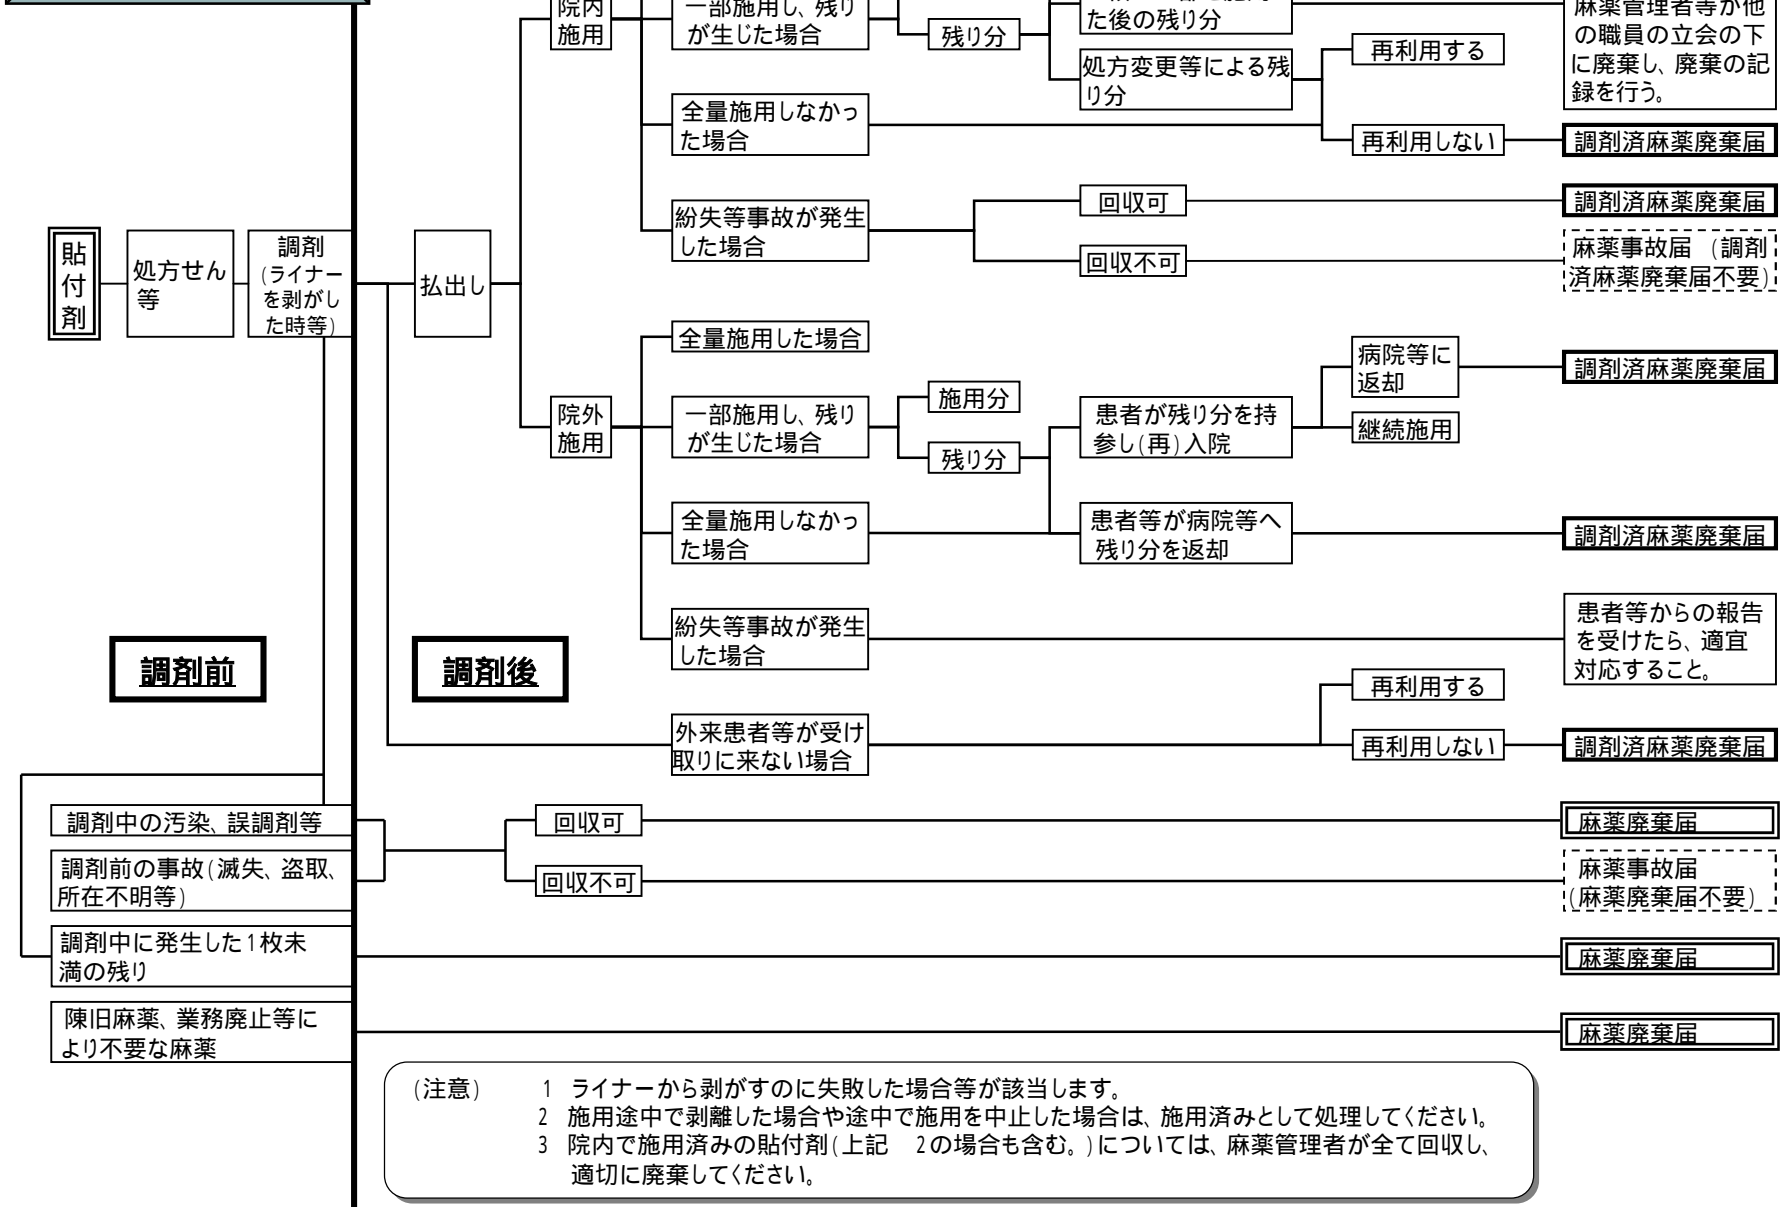 院内
施用
一部施用し、残り
が生じた場合
残り分
た後の残り分
処方変更等による残
り分
再利用する
麻薬管理者等が他
の職員の立会の下
に廃棄し、廃棄の記
録を行う。
全量施用しなかっ
た場合
再利用しない
調剤済麻薬廃棄届
紛失等事故が発生
した場合
回収可
調剤済麻薬廃棄届
回収不可
麻薬事故届 (調剤
済麻薬廃棄届不要)
貼
付
剤
処方せん
等
調剤
(ライナー
を剥がし
た時等)
払出し
全量施用した場合
院外
施用
一部施用し、残り
が生じた場合
施用分
残り分
患者が残り分を持
参し(再)入院
病院等に
返却
調剤済麻薬廃棄届
継続施用
全量施用しなかっ
た場合
患者等が病院等へ
残り分を返却
調剤済麻薬廃棄届
紛失等事故が発生
した場合
患者等からの報告
を受けたら、適宜
対応すること。
調剤前
調剤後
外来患者等が受け
取りに来ない場合
再利用する
再利用しない
調剤済麻薬廃棄届
調剤中の汚染、誤調剤等
回収可
麻薬廃棄届
調剤前の事故(滅失、盗取、
所在不明等)
回収不可
麻薬事故届
(麻薬廃棄届不要)
調剤中に発生した1枚未
満の残り
麻薬廃棄届
陳旧麻薬、業務廃止等に
より不要な麻薬
麻薬廃棄届
(注意) 1 ライナーから剥がすのに失敗した場合等が該当します。
2 施用途中で剥離した場合や途中で施用を中止した場合は、施用済みとして処理してください。
3 院内で施用済みの貼付剤(上記 2の場合も含む。)については、麻薬管理者が全て回収し、
適切に廃棄してください。